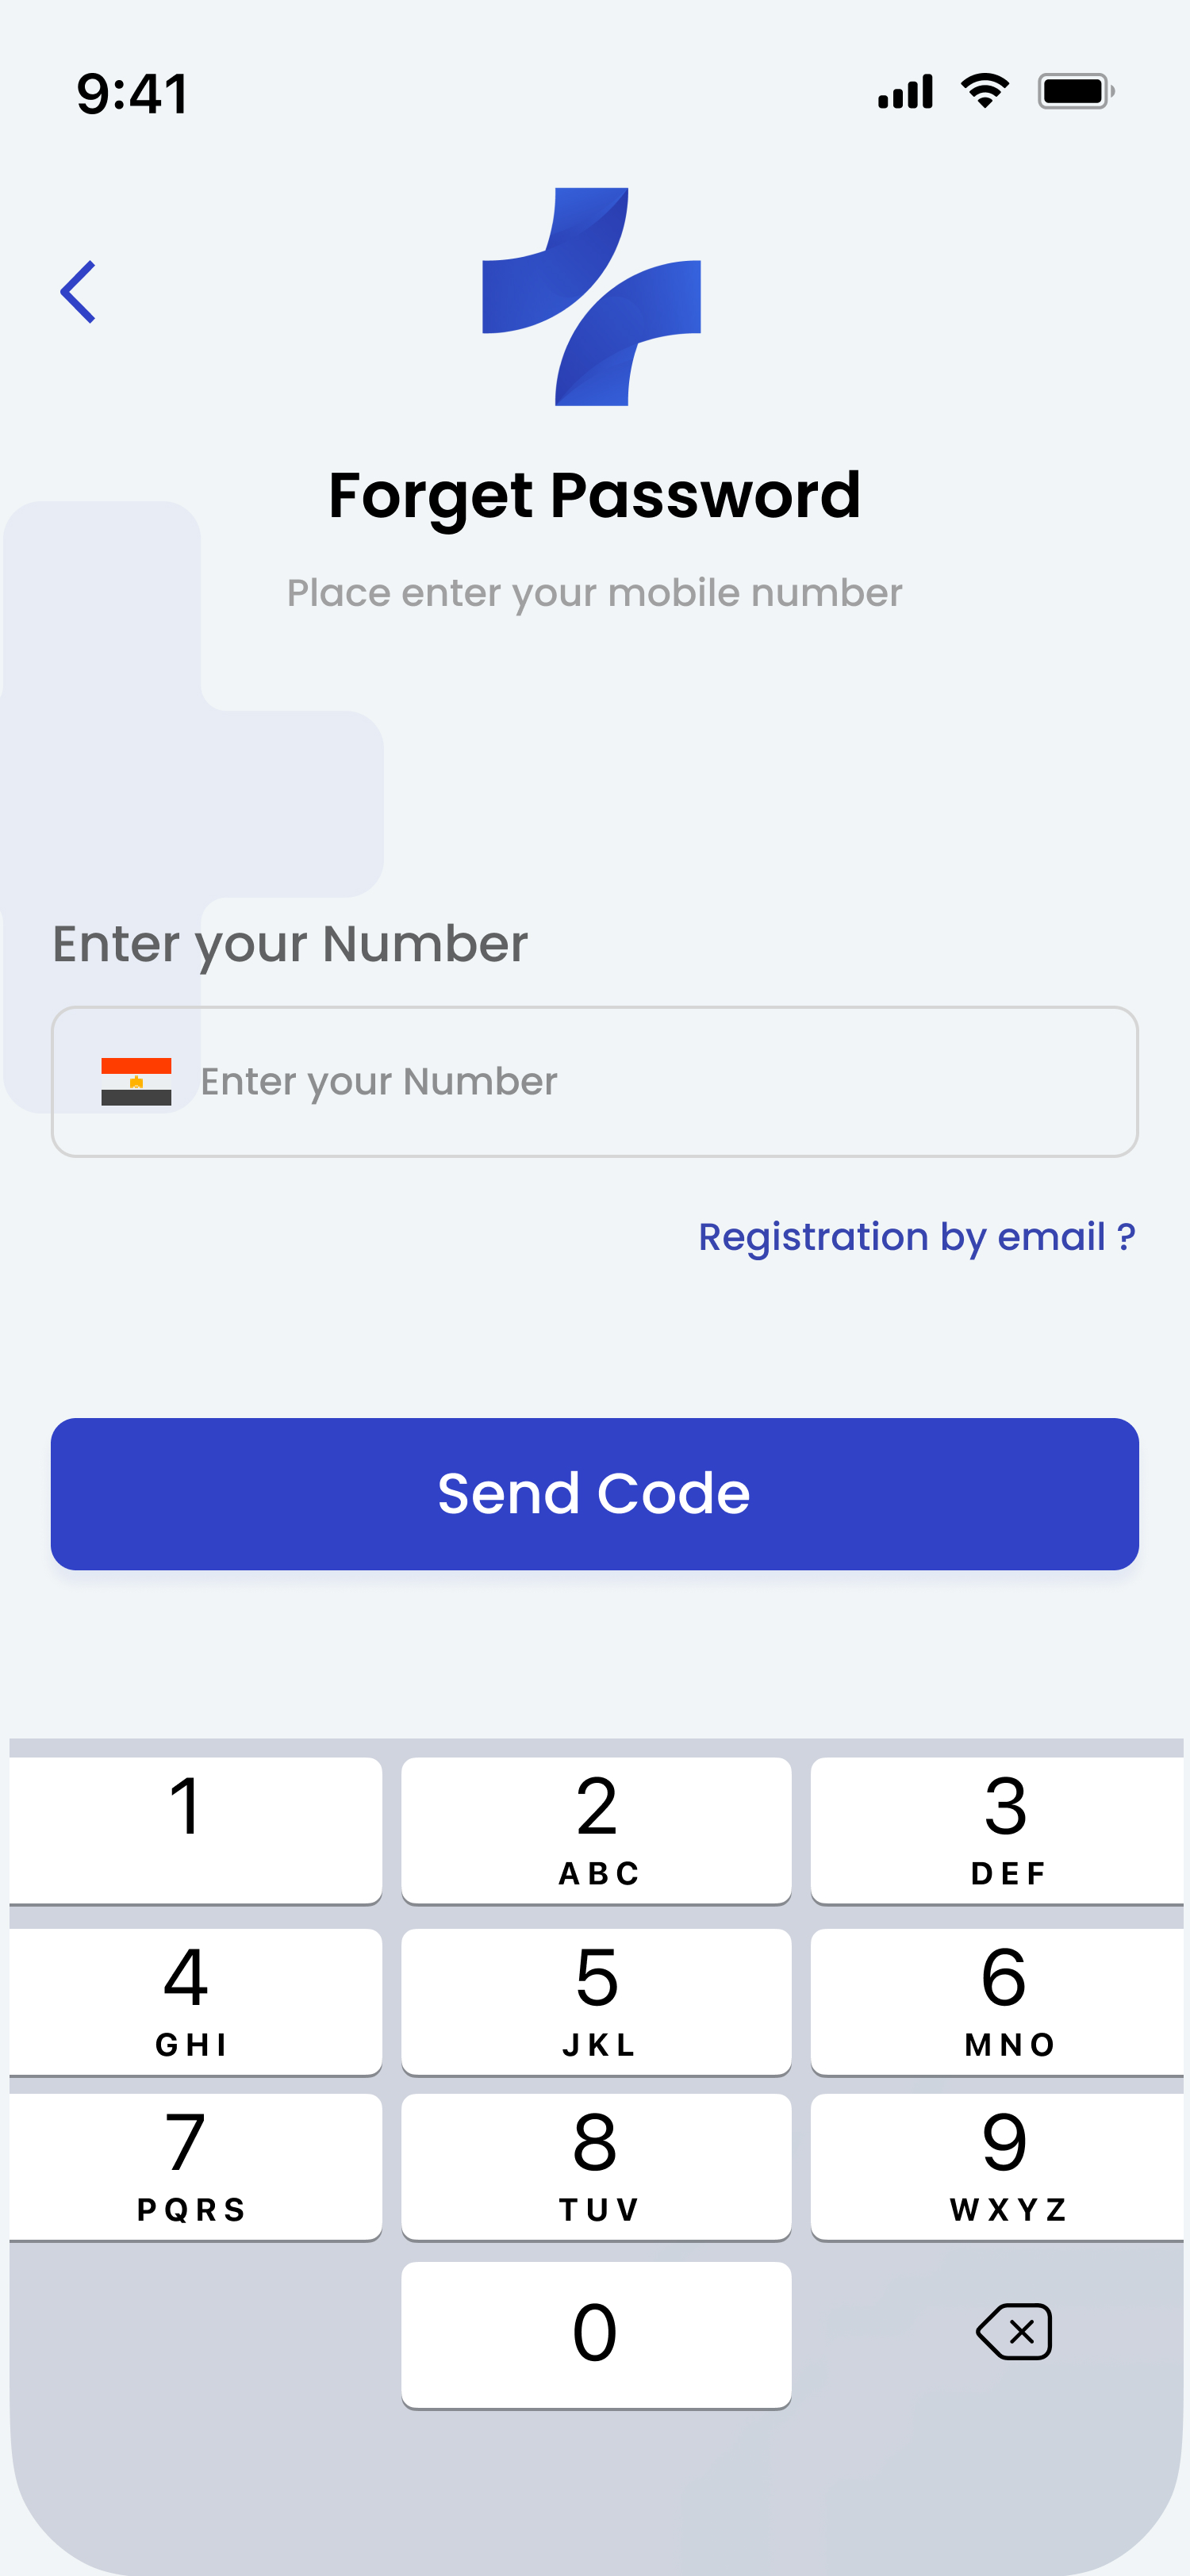 9:41
Forget Password
Place enter your mobile number
Enter your Number
Enter your Number
Registration by email ?
Send Code
1 2 3
ABC DEF
4 5 6
GHI JKL MNO
7 8 9
PQRS TUV WXYZ
0